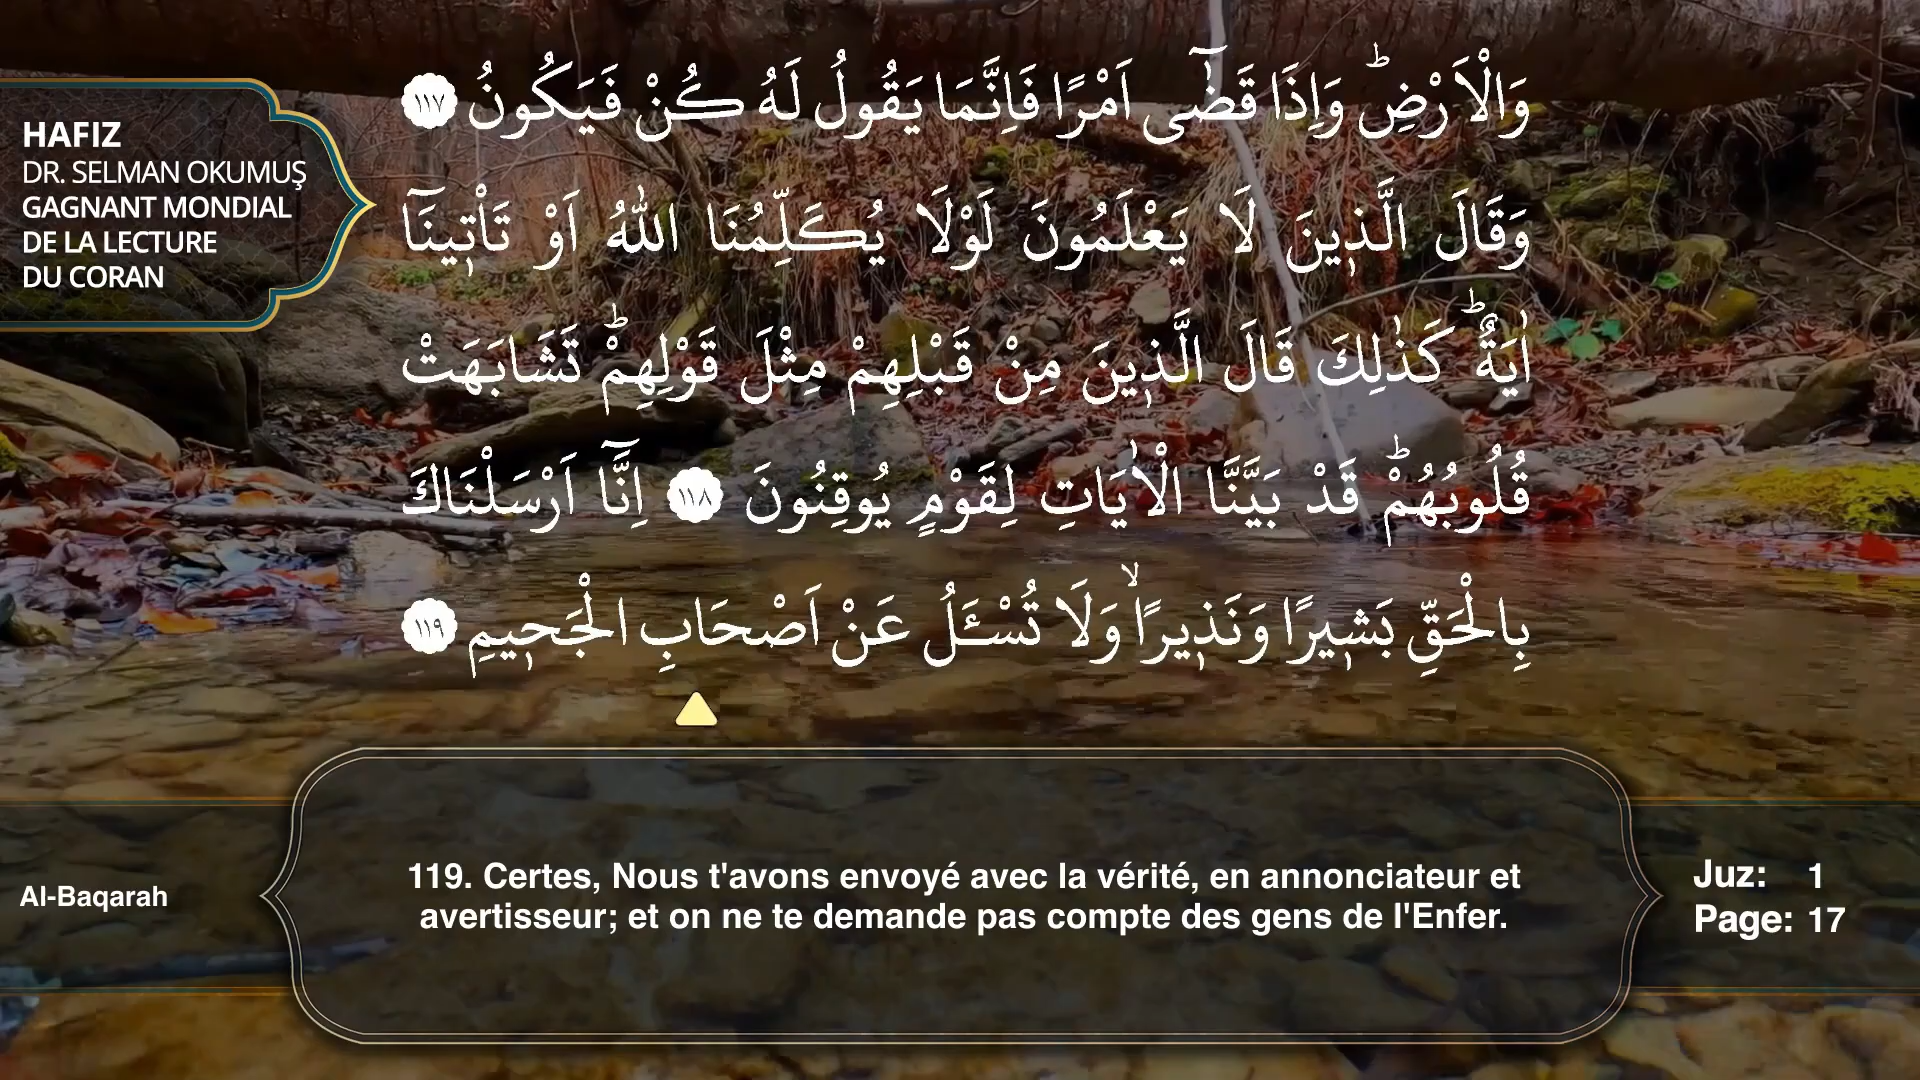 وَالْاَرْضِۜ وَاِذَا قَضٰٓى اَمْرًا فَاِنَّمَا يَقُولُ لَهُ كُنْ فَيَكُونُ ١١٧
وَقَالَ الَّذٖينَ لَا يَعْلَمُونَ لَوْلَا يُكَلِّمُنَا اللّٰهُ اَوْ تَاْتٖينَٓا
اٰيَةٌۜ كَذٰلِكَ قَالَ الَّذٖينَ مِنْ قَبْلِهِمْ مِثْلَ قَوْلِهِمْۜ تَشَابَهَتْ
قُلُوبُهُمْۜ قَدْ بَيَّنَّا الْاٰيَاتِ لِقَوْمٍ يُوقِنُونَ ١١٨ اِنَّٓا اَرْسَلْنَاكَ
بِالْحَقِّ بَشٖيرًا وَنَذٖيرًاۙ وَلَا تُسْـَٔلُ عَنْ اَصْحَابِ الْجَحٖيمِ ١١٩
HAFIZ
DR. SELMAN OKUMUŞ
GAGNANT MONDIAL
DE LA LECTURE
DU CORAN
119. Certes, Nous t'avons envoyé avec la vérité, en annonciateur et
avertisseur; et on ne te demande pas compte des gens de l'Enfer.
Al-Baqarah
Juz: 1
Page: 17